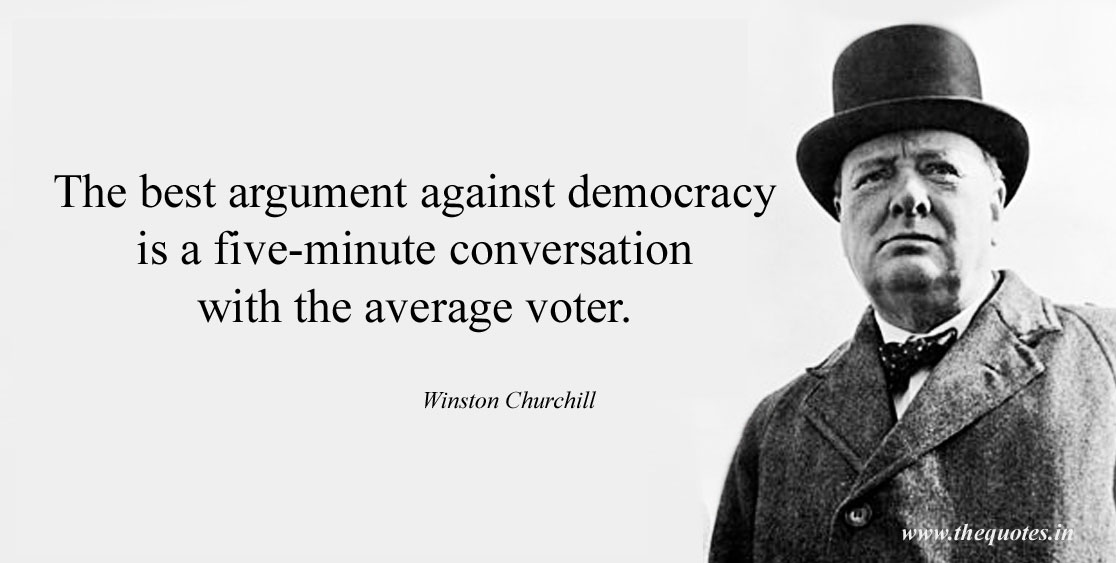 The best argument against democracy
is a five-minute conversation
with the average voter.
Winston Churchill
www.thequotes.in